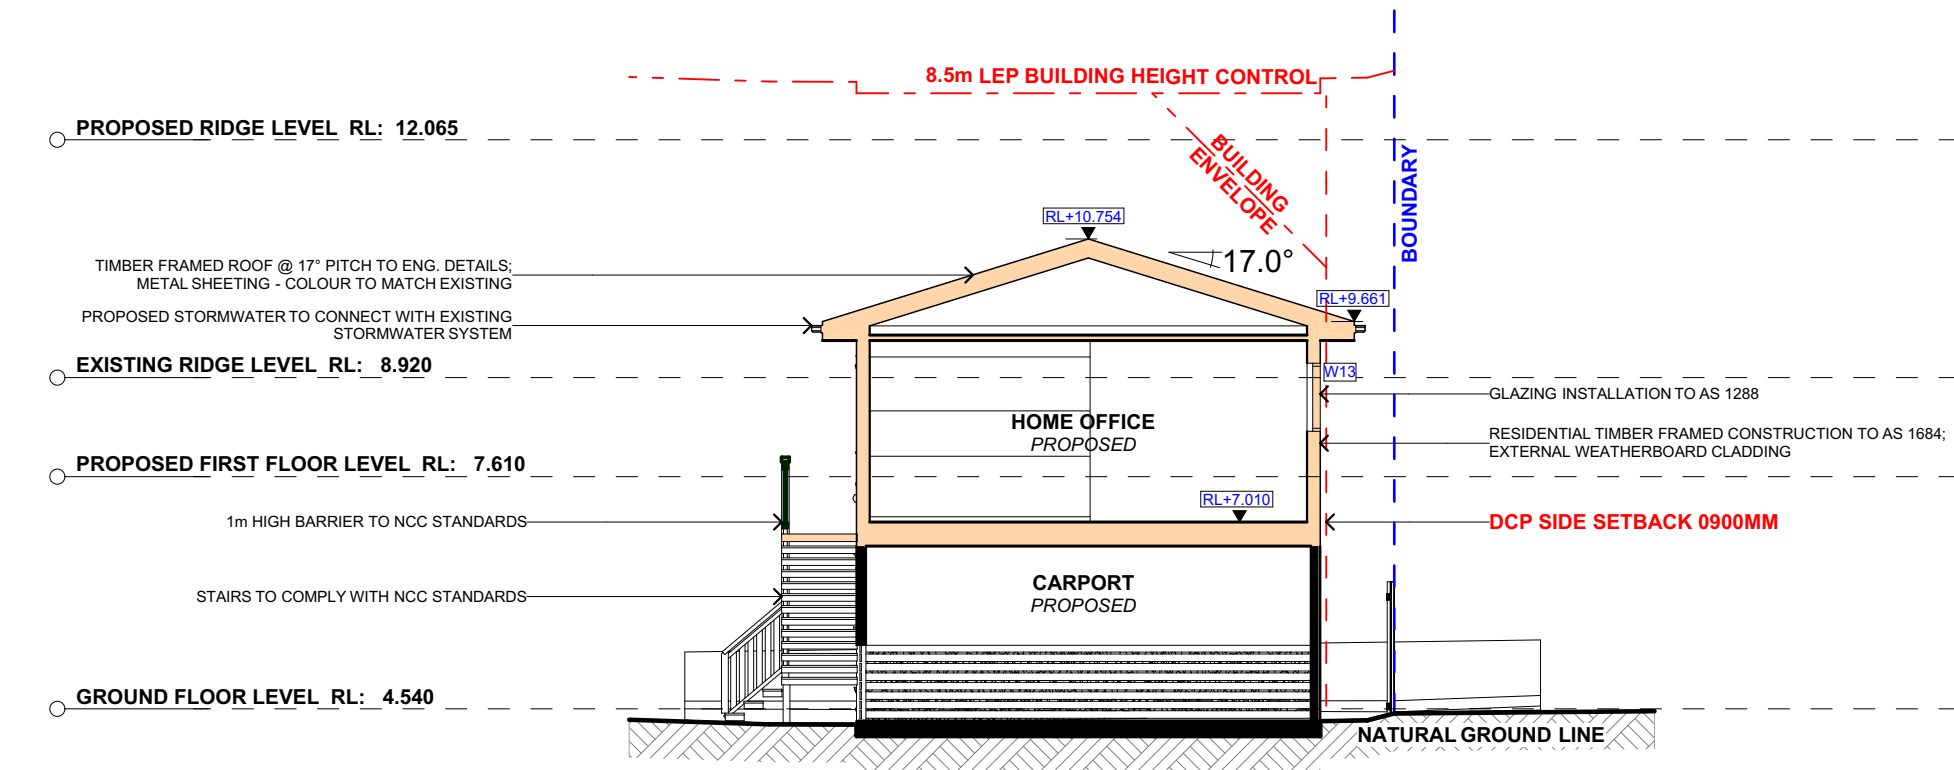 8.5m LEP BUILDING HEIGHT CONTROL
PROPOSED RIDGE LEVEL  RL:  12.065
BUILDING
ENVELOPE
BOUNDARY
RL+10.754
17.0°
TIMBER FRAMED ROOF @ 17° PITCH TO ENG. DETAILS;
METAL SHEETING - COLOUR TO MATCH EXISTING
RL+9.661
PROPOSED STORMWATER TO CONNECT WITH EXISTING
STORMWATER SYSTEM
EXISTING RIDGE LEVEL  RL:  8.920
W13
GLAZING INSTALLATION TO AS 1288
HOME OFFICE
PROPOSED
RESIDENTIAL TIMBER FRAMED CONSTRUCTION TO AS 1684;
EXTERNAL WEATHERBOARD CLADDING
PROPOSED FIRST FLOOR LEVEL  RL:  7.610
RL+7.010
1m HIGH BARRIER TO NCC STANDARDS
DCP SIDE SETBACK 0900MM
CARPORT
PROPOSED
STAIRS TO COMPLY WITH NCC STANDARDS
GROUND FLOOR LEVEL  RL:  4.540
NATURAL GROUND LINE